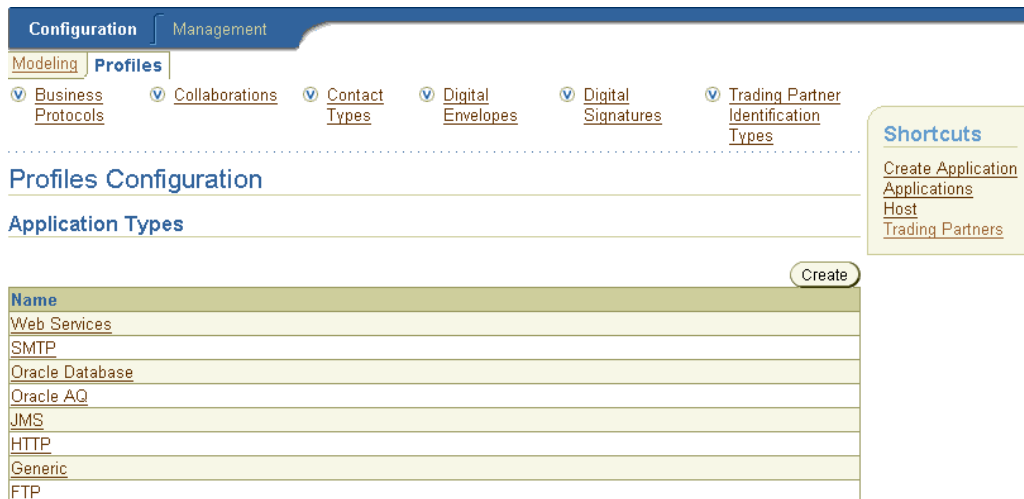 Configuration Management
Modeling Profiles
Business Protocols
Collaborations
Contact Types
Digital Envelopes
Digital Signatures
Trading Partner Identification Types
Profiles Configuration
Application Types
Create
Name
Web Services
SMTP
Oracle Database
Oracle AQ
JMS
HTTP
Generic
FTP
Shortcuts
Create Application
Applications
Host
Trading Partners